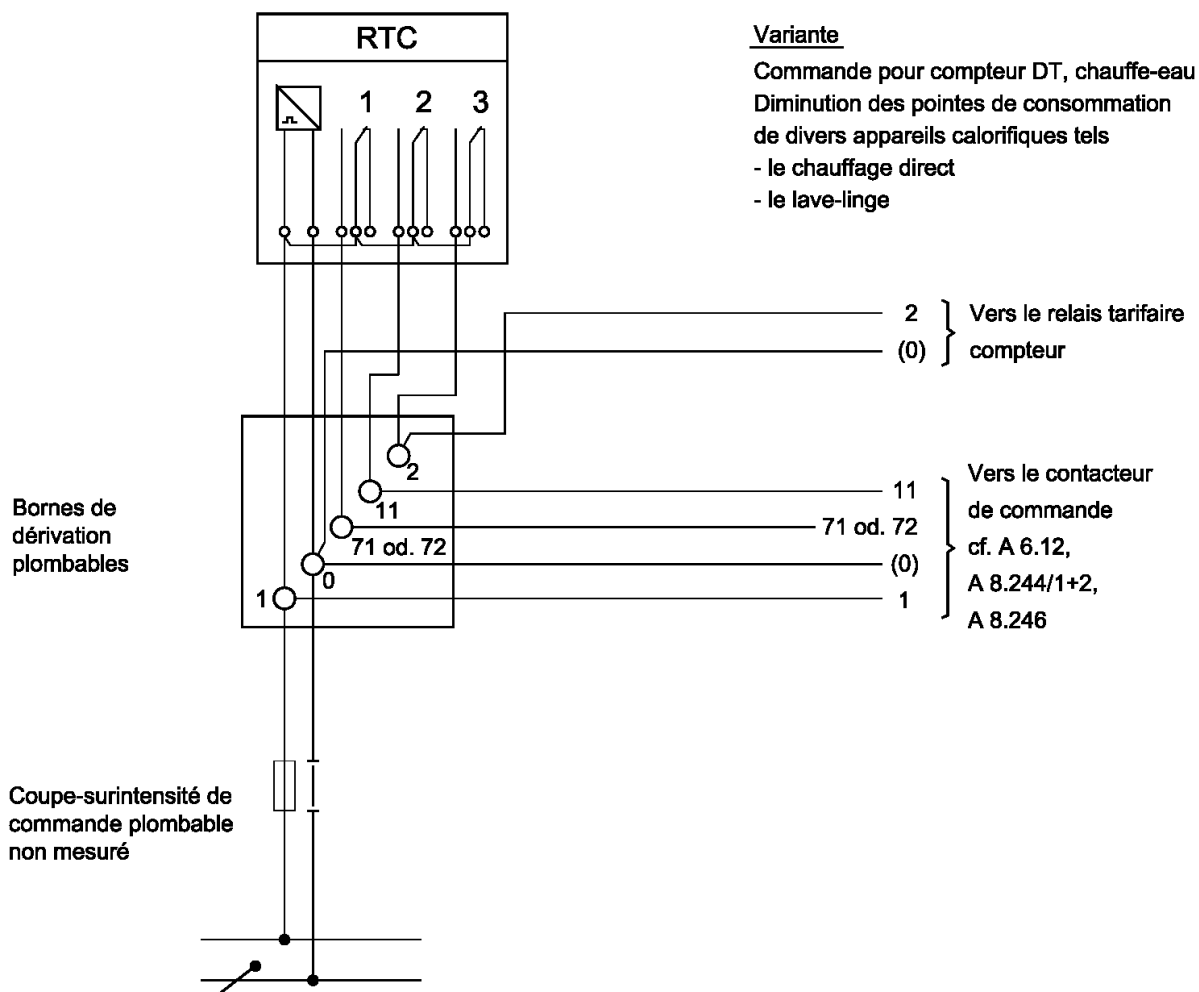 RTC
1 2 3
Variante
Commande pour compteur DT, chauffe-eau
Diminution des pointes de consommation
de divers appareils calorifiques tels
- le chauffage direct
- le lave-linge
2
(0)
Vers le relais tarifaire
compteur
2
11
71 od. 72
0
1
11
71 od. 72
(0)
1
Vers le contacteur
de commande
cf. A 6.12,
A 8.244/1+2,
A 8.246
Bornes de
dérivation
plombables
Coupe-surintensité de
commande plombable
non mesuré